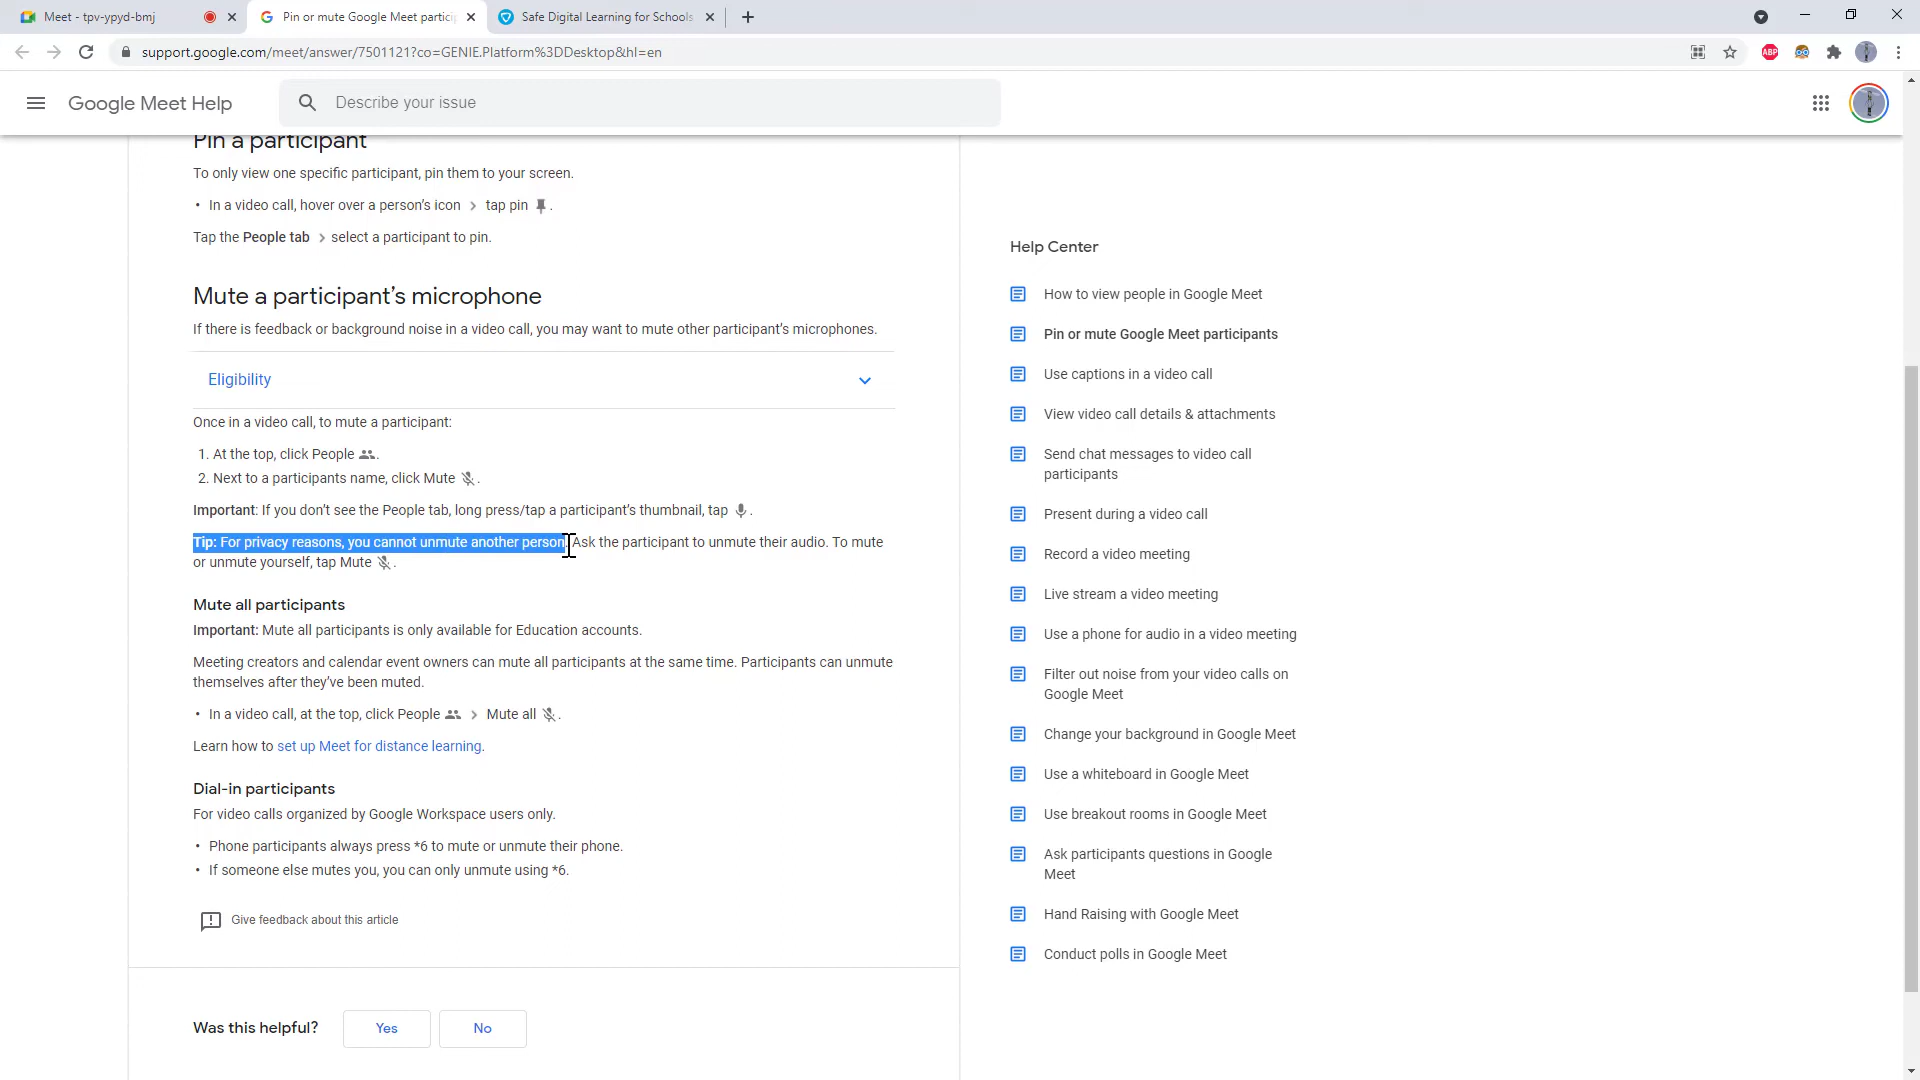 Meet - tpv-ypyd-bmj
Pin or mute Google Meet partici
Safe Digital Learning for Schools
support.google.com/meet/answer/7501121?co=GENIE.Platform%3DDesktop&hl=en
ABP
Google Meet Help
Describe your issue
Pin a participant
To only view one specific participant, pin them to your screen.
• In a video call, hover over a person's icon > tap pin .
Tap the People tab > select a participant to pin.
Mute a participant's microphone
If there is feedback or background noise in a video call, you may want to mute other participant's microphones.
Eligibility
Once in a video call, to mute a participant:
1. At the top, click People .
2. Next to a participants name, click Mute .
Important: If you don't see the People tab, long press/tap a participant's thumbnail, tap .
Tip: For privacy reasons, you cannot unmute another person. Ask the participant to unmute their audio. To mute
or unmute yourself, tap Mute .
Mute all participants
Important: Mute all participants is only available for Education accounts.
Meeting creators and calendar event owners can mute all participants at the same time. Participants can unmute
themselves after they've been muted.
• In a video call, at the top, click People > Mute all .
Learn how to set up Meet for distance learning.
Dial-in participants
For video calls organized by Google Workspace users only.
• Phone participants always press *6 to mute or unmute their phone.
• If someone else mutes you, you can only unmute using *6.
Give feedback about this article
Was this helpful?
Yes
No
Help Center
How to view people in Google Meet
Pin or mute Google Meet participants
Use captions in a video call
View video call details & attachments
Send chat messages to video call
participants
Present during a video call
Record a video meeting
Live stream a video meeting
Use a phone for audio in a video meeting
Filter out noise from your video calls on
Google Meet
Change your background in Google Meet
Use a whiteboard in Google Meet
Use breakout rooms in Google Meet
Ask participants questions in Google
Meet
Hand Raising with Google Meet
Conduct polls in Google Meet